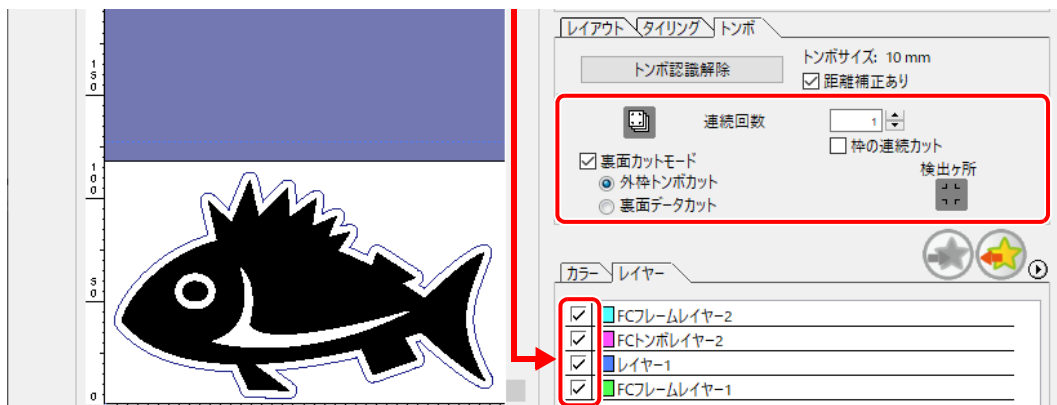 レイアウト タイリング トンボ
トンボ認識解除
トンボサイズ: 10 mm
距離補正あり
連続回数 1
枠の連続カット
裏面カットモード
外枠トンボカット
裏面データカット
検出ヶ所
カラー レイヤー
FCフレームレイヤー2
FCトンボレイヤー2
レイヤー1
FCフレームレイヤー1
150
100
50
0